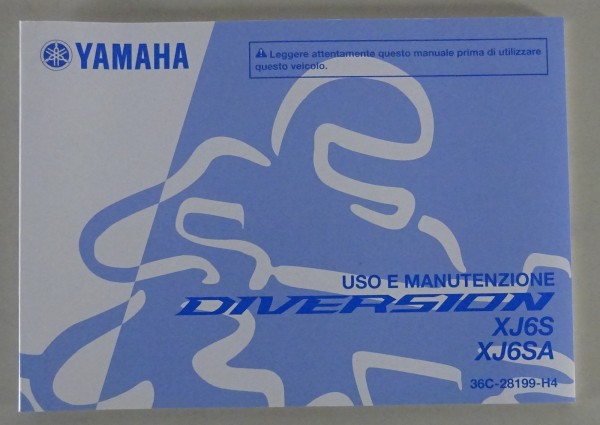 YAMAHA
⚠ Leggere attentamente questo manuale prima di utilizzare
questo veicolo.
USO E MANUTENZIONE
DIVERSION
XJ6S
XJ6SA
36C-28199-H4